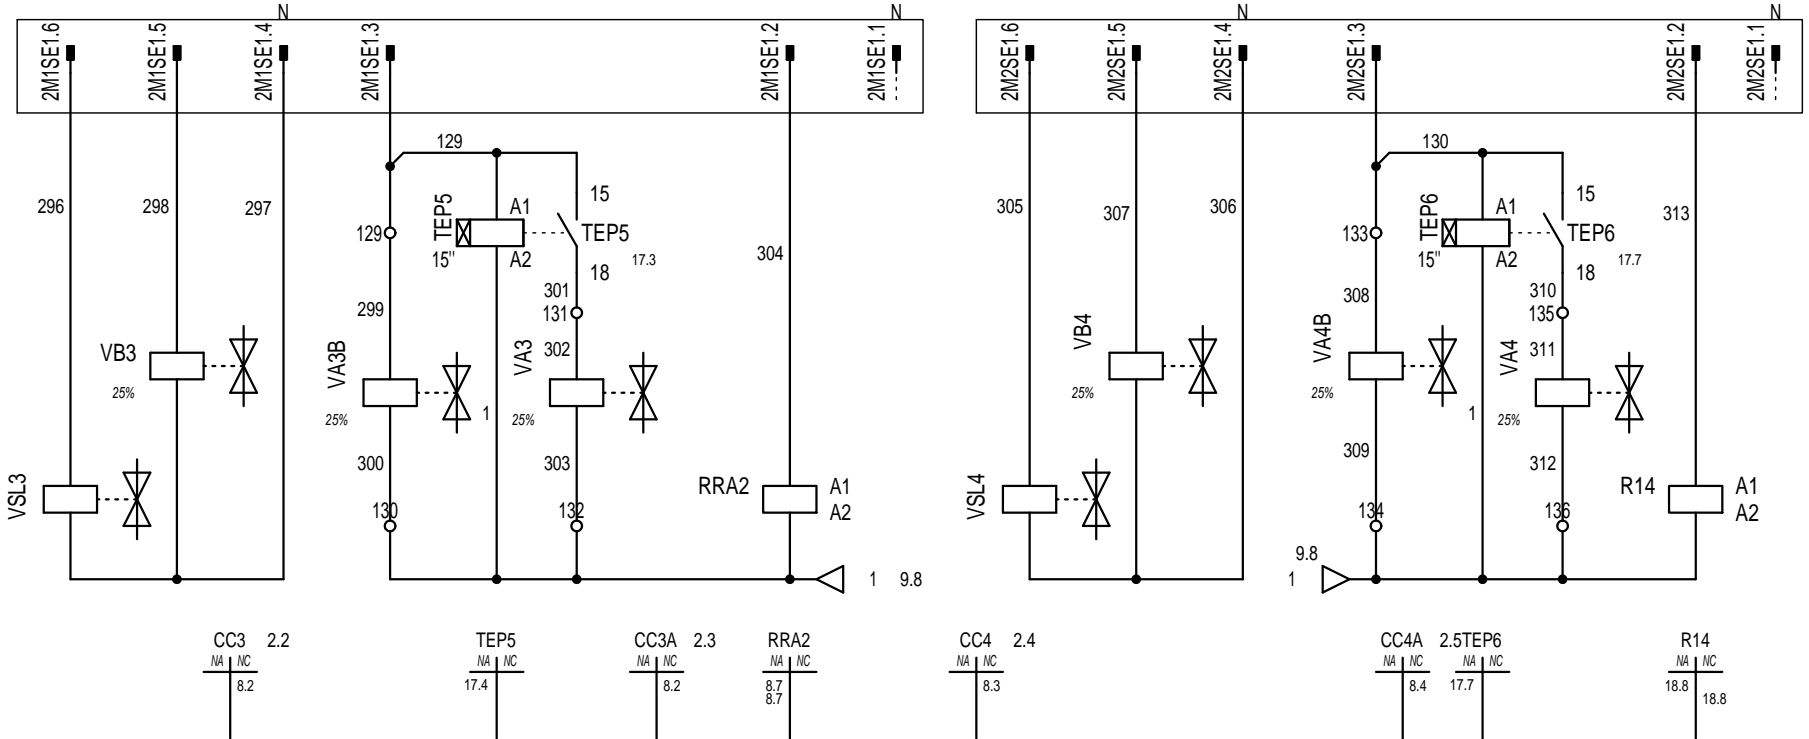 N
N
N
N
2M1SE1.6
2M1SE1.5
2M1SE1.4
2M1SE1.3
2M1SE1.2
2M1SE1.1
2M2SE1.6
2M2SE1.5
2M2SE1.4
2M2SE1.3
2M2SE1.2
2M2SE1.1
129
130
296
298
297
TEP5
A1
15
129
TEP5
304
15"
A2
17.3
18
301
131
299
302
305
307
306
TEP6
A1
15
313
133
TEP6
15"
A2
17.7
18
310
135
308
311
VB3
25%
VA3B
25%
1
VA3
25%
VB4
25%
VA4B
25%
1
VA4
25%
300
303
309
312
VSL3
130
132
RRA2
A1
A2
VSL4
134
136
R14
A1
A2
1 9.8
9.8
1
CC3 2.2
NA NC
8.2
TEP5
NA NC
17.4
CC3A 2.3
NA NC
8.2
RRA2
NA NC
8.7
8.7
CC4 2.4
NA NC
8.3
CC4A 2.5
NA NC
8.4
TEP6
NA NC
17.7
R14
NA NC
18.8
18.8